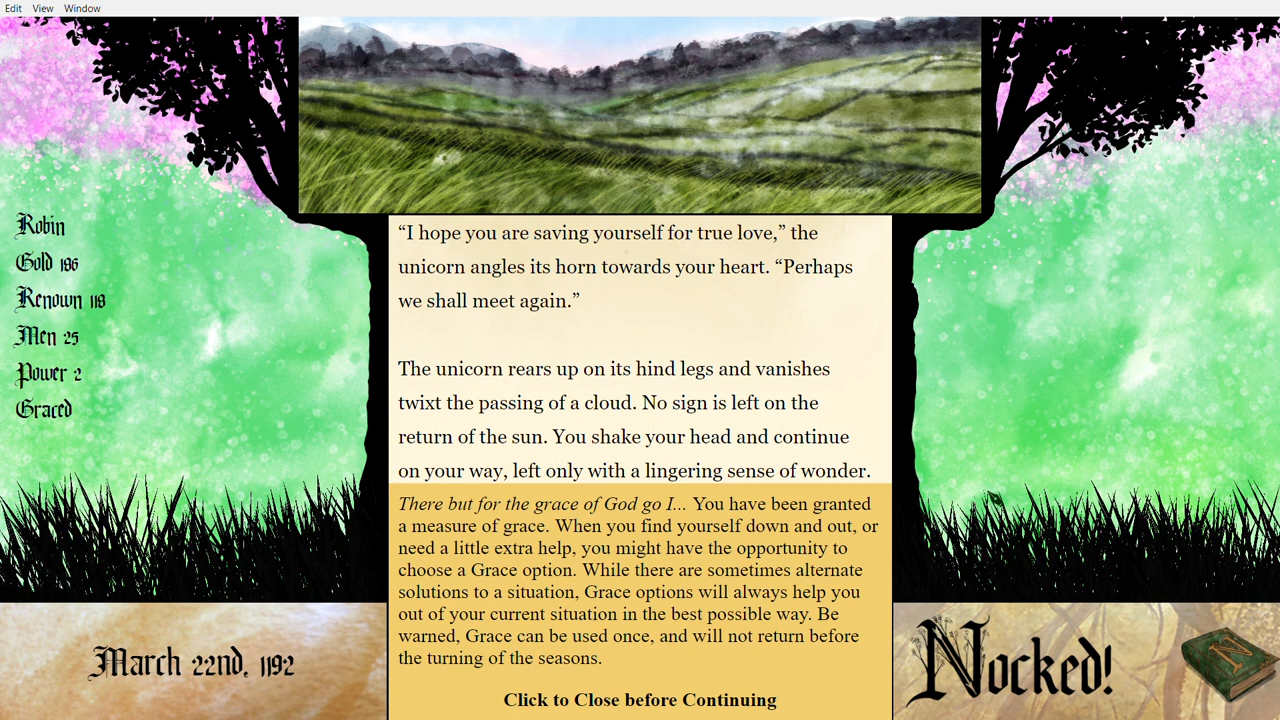 Edit View Window
Robin
Gold 186
Renown 118
Men 25
Power 2
Graced
“I hope you are saving yourself for true love,” the
unicorn angles its horn towards your heart. “Perhaps
we shall meet again.”
The unicorn rears up on its hind legs and vanishes
twixt the passing of a cloud. No sign is left on the
return of the sun. You shake your head and continue
on your way, left only with a lingering sense of wonder.
There but for the grace of God go I... You have been granted
a measure of grace. When you find yourself down and out, or
need a little extra help, you might have the opportunity to
choose a Grace option. While there are sometimes alternate
solutions to a situation, Grace options will always help you
out of your current situation in the best possible way. Be
warned, Grace can be used once, and will not return before
the turning of the seasons.
Click to Close before Continuing
March 22nd, 1192
Nocked!
N